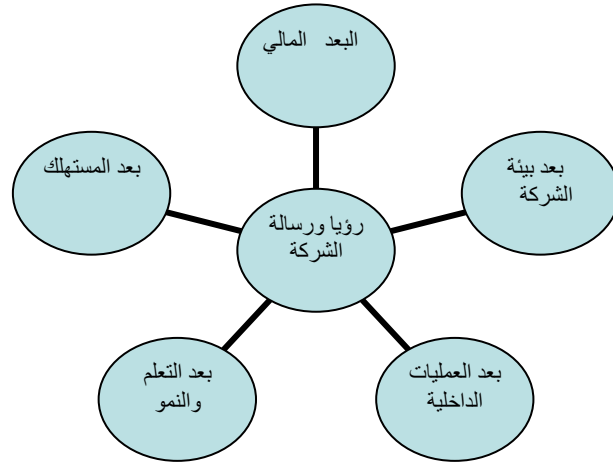 البعد المالي
بعد بيئة
الشركة
بعد المستهلك
رؤيا ورسالة
الشركة
بعد العمليات
الداخلية
بعد التعلم
والنمو